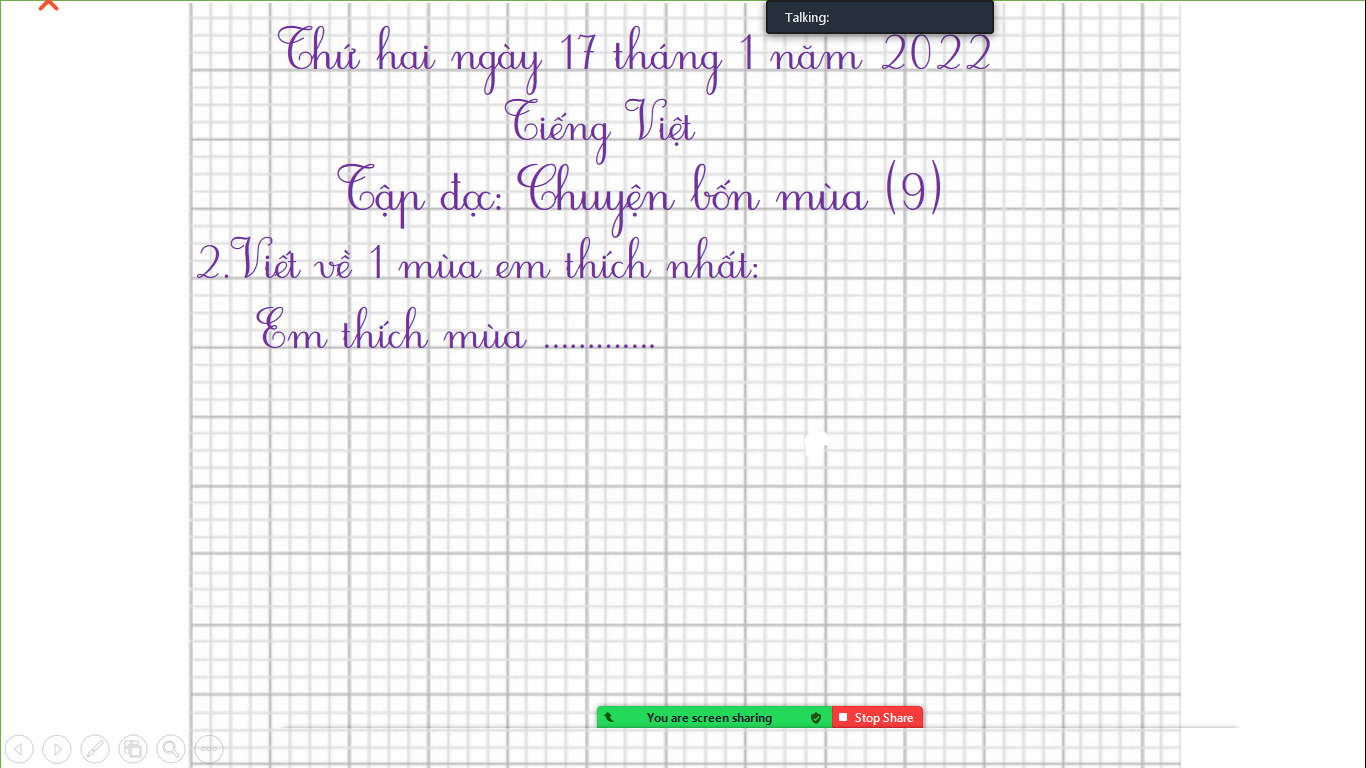 Talking:
Thứ hai ngày 17 tháng 1 năm 2022
Tiếng Việt
Tập đọc: Chuyện bốn mùa (9)
2.Viết về 1 mùa em thích nhất:
Em thích mùa .............
You are screen sharing Stop Share